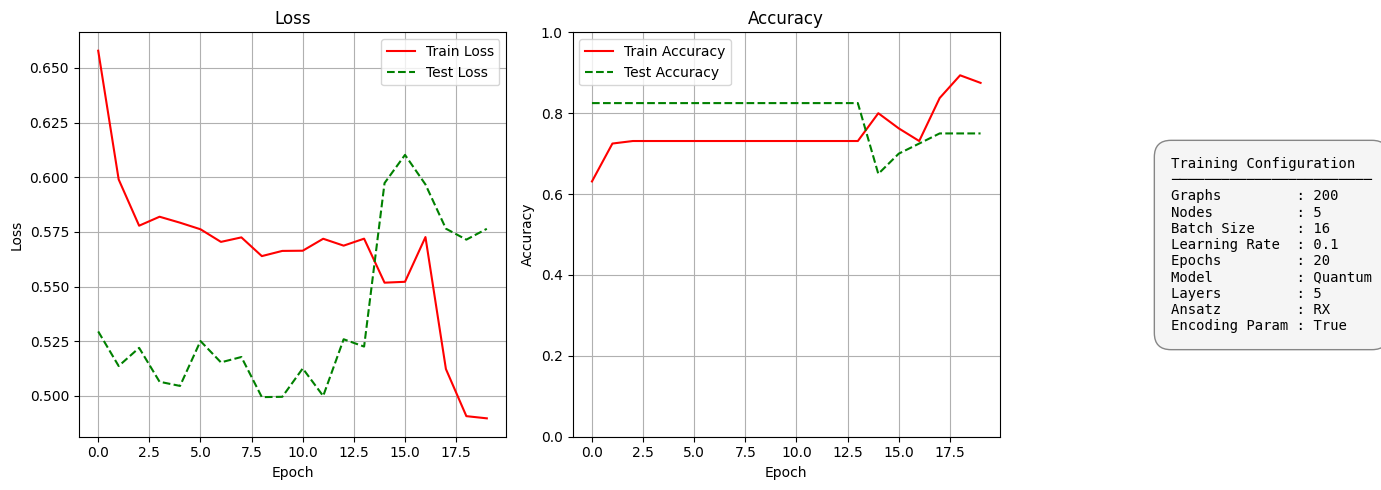 Loss
Train Loss
Test Loss
0.650
0.625
0.600
0.575
0.550
0.525
0.500
Loss
0.0 2.5 5.0 7.5 10.0 12.5 15.0 17.5
Epoch
Accuracy
Train Accuracy
Test Accuracy
1.0
0.8
0.6
0.4
0.2
0.0
Accuracy
0.0 2.5 5.0 7.5 10.0 12.5 15.0 17.5
Epoch
Training Configuration
Graphs : 200
Nodes : 5
Batch Size : 16
Learning Rate : 0.1
Epochs : 20
Model : Quantum
Layers : 5
Ansatz : RX
Encoding Param : True